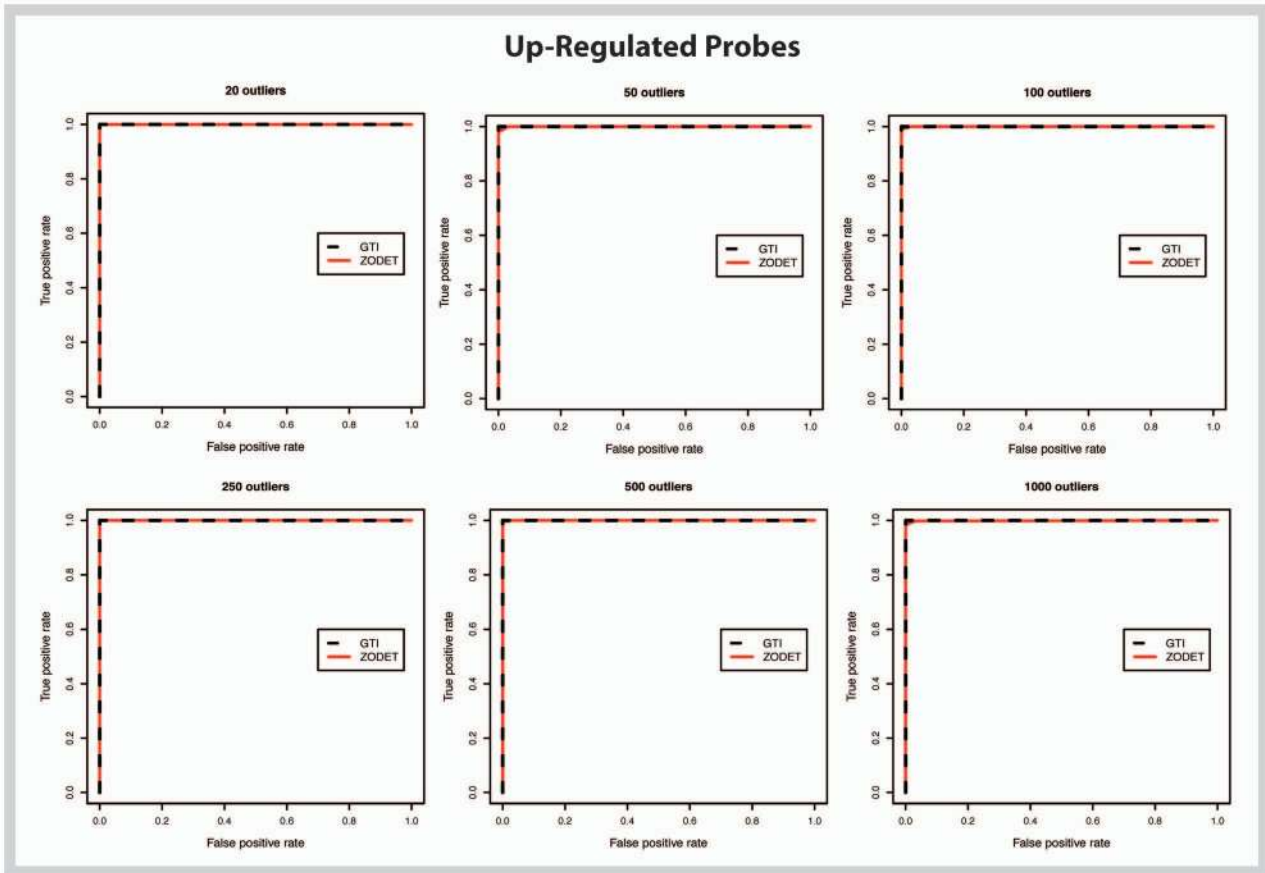 Up-Regulated Probes
20 outliers
True positive rate
1.0
0.8
0.6
0.4
0.2
0.0
GTI
ZODET
0.0 0.2 0.4 0.6 0.8 1.0
False positive rate
50 outliers
True positive rate
1.0
0.8
0.6
0.4
0.2
0.0
GTI
ZODET
0.0 0.2 0.4 0.6 0.8 1.0
False positive rate
100 outliers
True positive rate
1.0
0.8
0.6
0.4
0.2
0.0
GTI
ZODET
0.0 0.2 0.4 0.6 0.8 1.0
False positive rate
250 outliers
True positive rate
1.0
0.8
0.6
0.4
0.2
0.0
GTI
ZODET
0.0 0.2 0.4 0.6 0.8 1.0
False positive rate
500 outliers
True positive rate
1.0
0.8
0.6
0.4
0.2
0.0
GTI
ZODET
0.0 0.2 0.4 0.6 0.8 1.0
False positive rate
1000 outliers
True positive rate
1.0
0.8
0.6
0.4
0.2
0.0
GTI
ZODET
0.0 0.2 0.4 0.6 0.8 1.0
False positive rate